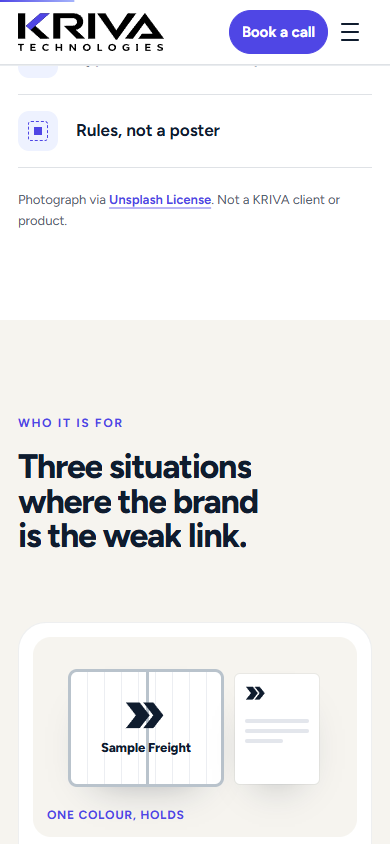 KRIVA
TECHNOLOGIES
Book a call
Rules, not a poster
Photograph via Unsplash License. Not a KRIVA client or
product.
WHO IT IS FOR
Three situations
where the brand
is the weak link.
Sample Freight
ONE COLOUR, HOLDS